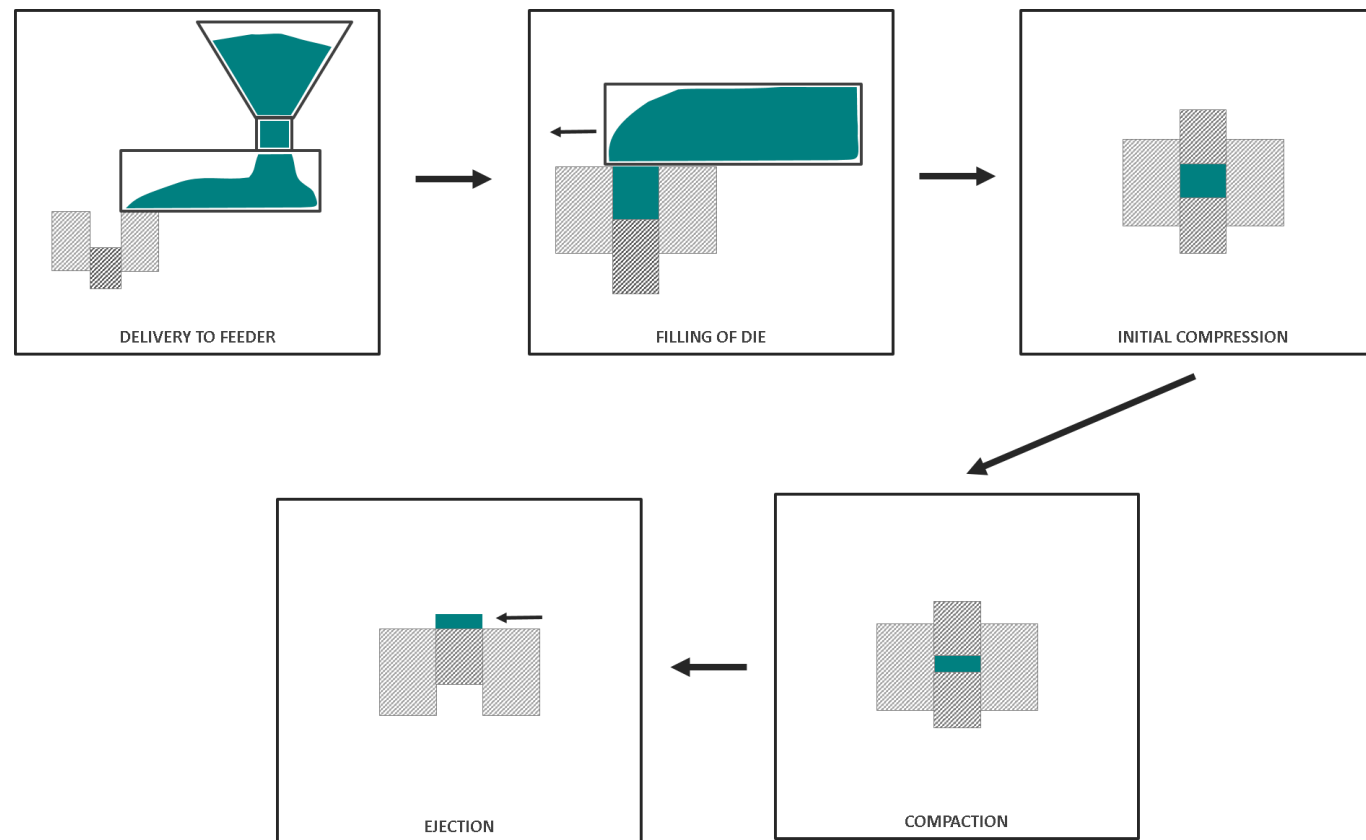 DELIVERY TO FEEDER
FILLING OF DIE
INITIAL COMPRESSION
EJECTION
COMPACTION